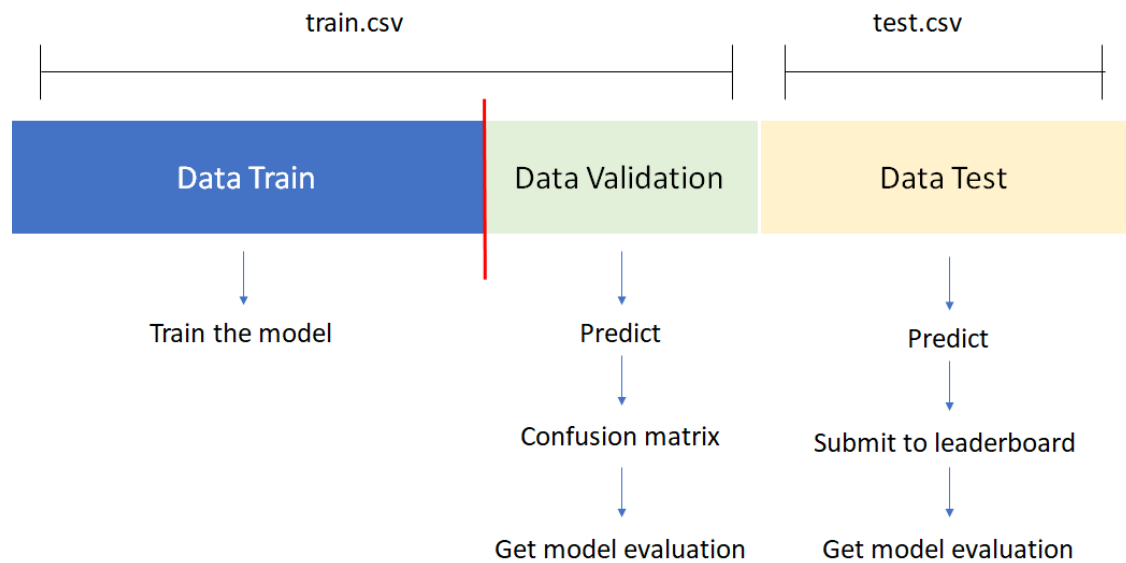 train.csv
test.csv
Data Train
Data Validation
Data Test
Train the model
Predict
Predict
Confusion matrix
Submit to leaderboard
Get model evaluation
Get model evaluation